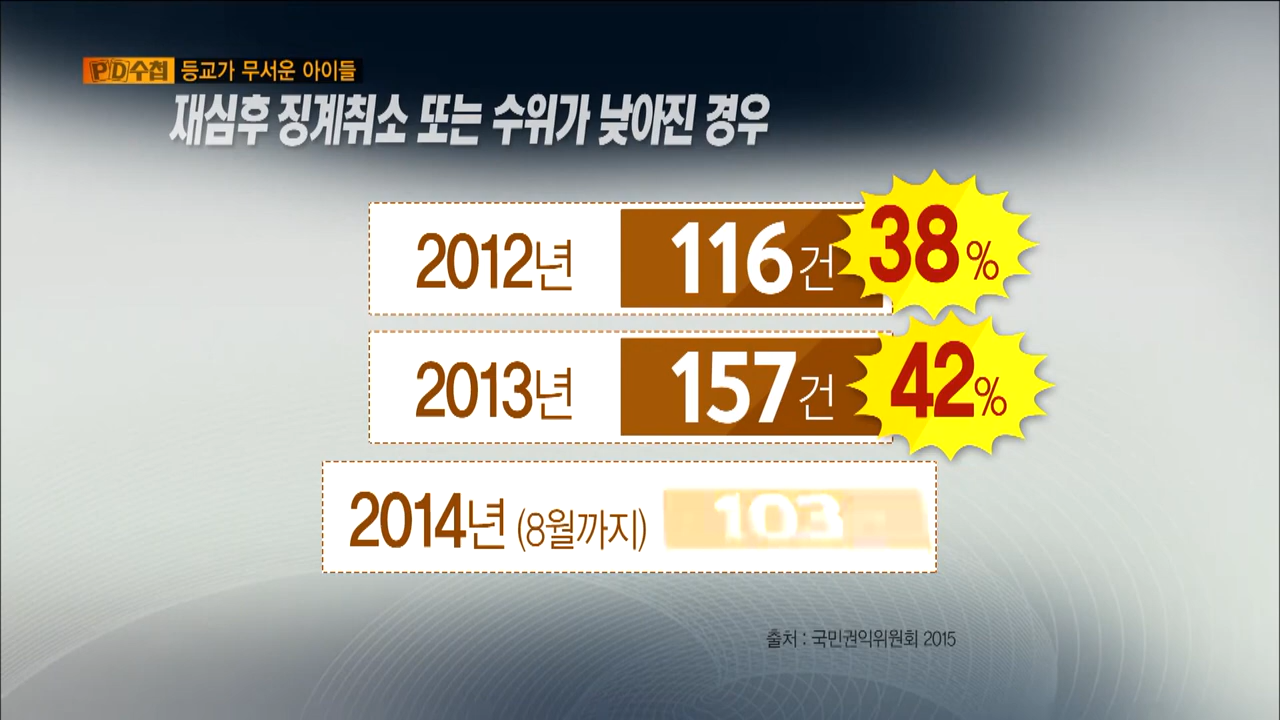 PD수첩 등교가 무서운 아이들
재심후 징계취소 또는 수위가 낮아진 경우
2012년 116건 38%
2013년 157건 42%
2014년 (8월까지) 103
출처 : 국민권익위원회 2015